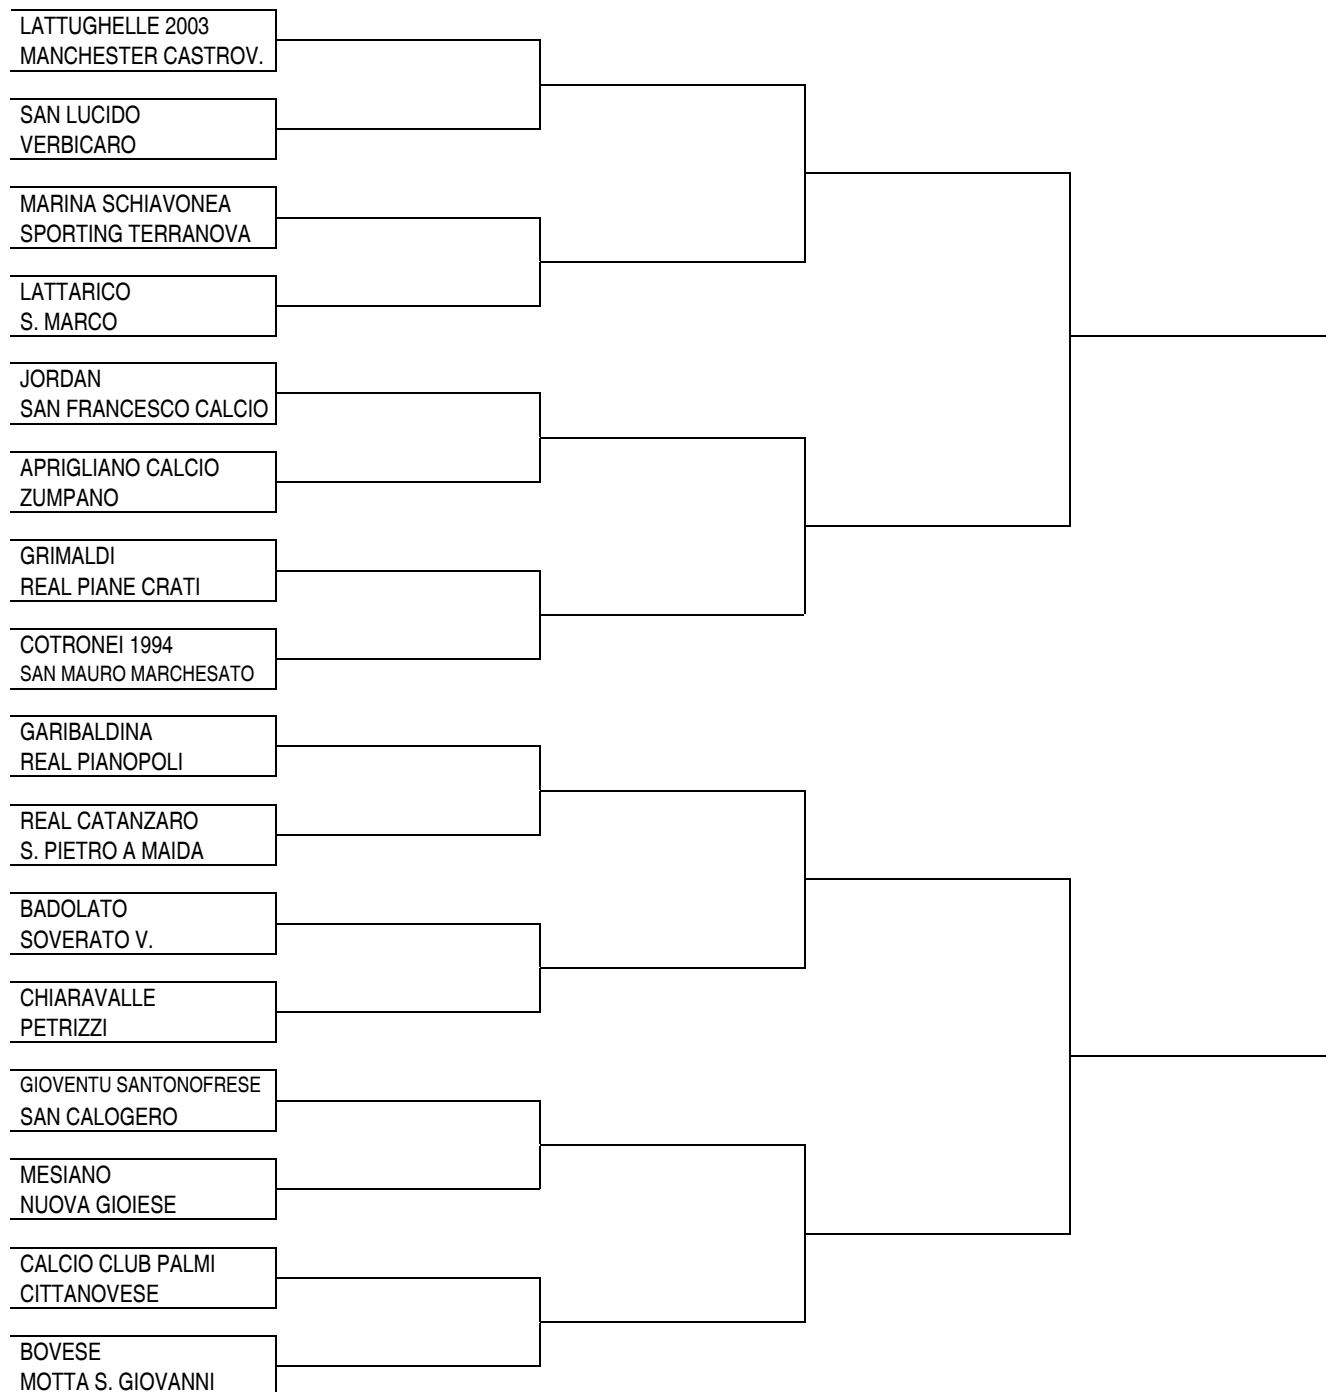 LATTUGHELLE 2003
MANCHESTER CASTROV.
SAN LUCIDO
VERBICARO
MARINA SCHIAVONEA
SPORTING TERRANOVA
LATTARICO
S. MARCO
JORDAN
SAN FRANCESCO CALCIO
APRIGLIANO CALCIO
ZUMPANO
GRIMALDI
REAL PIANE CRATI
COTRONEI 1994
SAN MAURO MARCHESATO
GARIBALDINA
REAL PIANOPOLI
REAL CATANZARO
S. PIETRO A MAIDA
BADOLATO
SOVERATO V.
CHIARAVALLE
PETRIZZI
GIOVENTU SANTONOFRESE
SAN CALOGERO
MESIANO
NUOVA GIOIESE
CALCIO CLUB PALMI
CITTANOVESE
BOVESE
MOTTA S. GIOVANNI